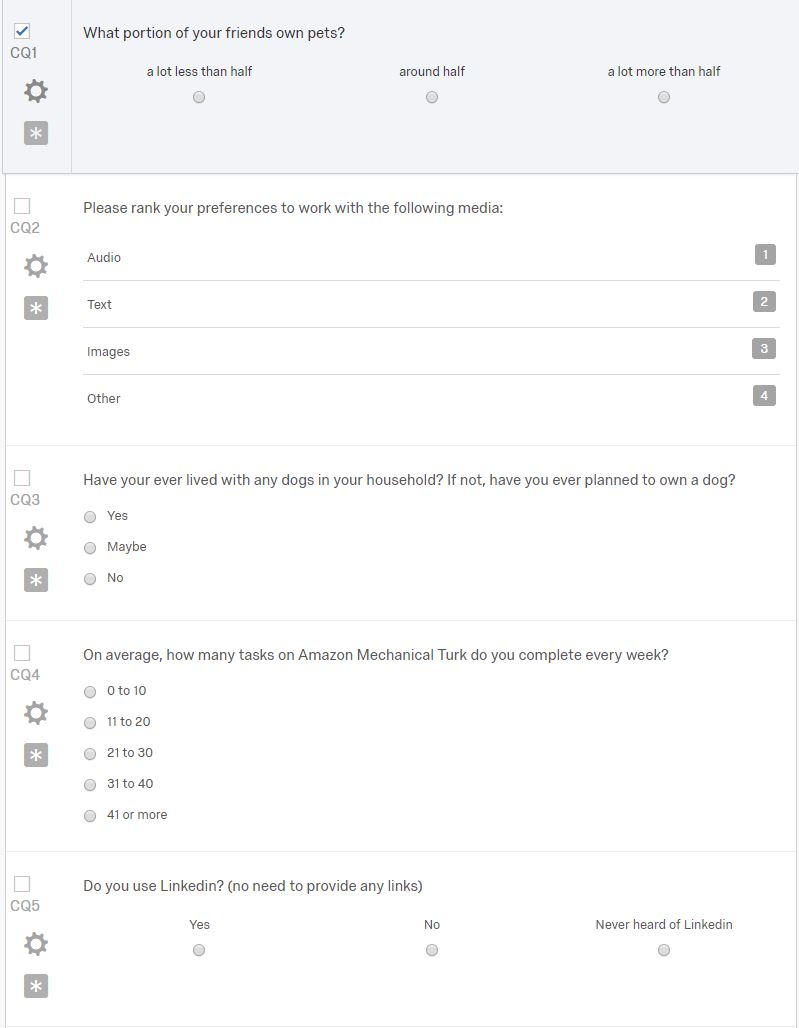 CQ1
What portion of your friends own pets?
a lot less than half around half a lot more than half
CQ2
Please rank your preferences to work with the following media:
Audio 1
Text 2
Images 3
Other 4
CQ3
Have your ever lived with any dogs in your household? If not, have you ever planned to own a dog?
Yes
Maybe
No
CQ4
On average, how many tasks on Amazon Mechanical Turk do you complete every week?
0 to 10
11 to 20
21 to 30
31 to 40
41 or more
CQ5
Do you use Linkedin? (no need to provide any links)
Yes No Never heard of Linkedin